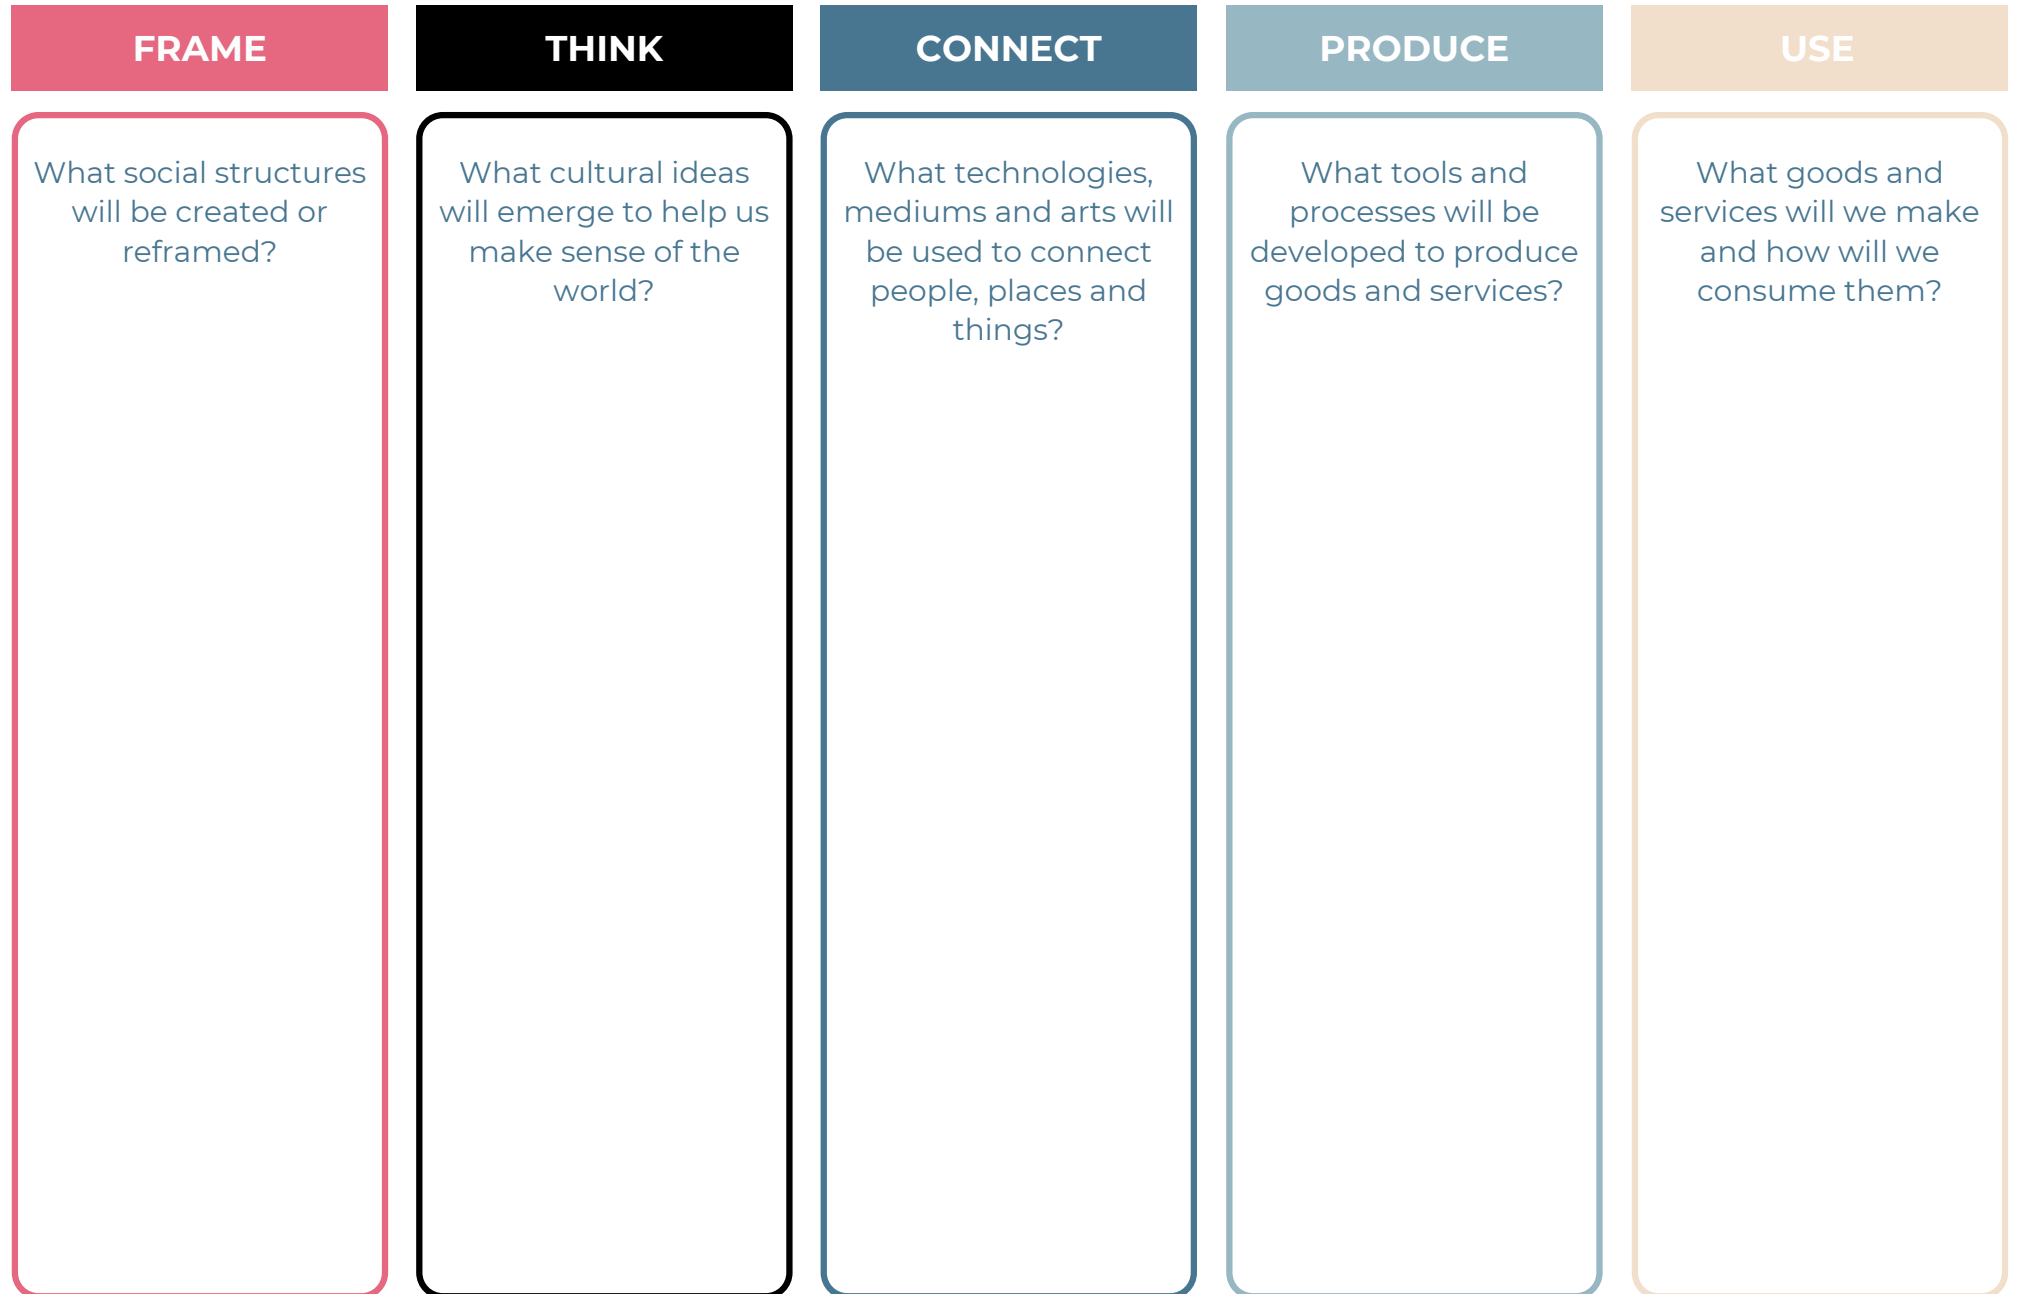 FRAME
What social structures
will be created or
reframed?
THINK
What cultural ideas
will emerge to help us
make sense of the
world?
CONNECT
What technologies,
mediums and arts will
be used to connect
people, places and
things?
PRODUCE
What tools and
processes will be
developed to produce
goods and services?
USE
What goods and
services will we make
and how will we
consume them?